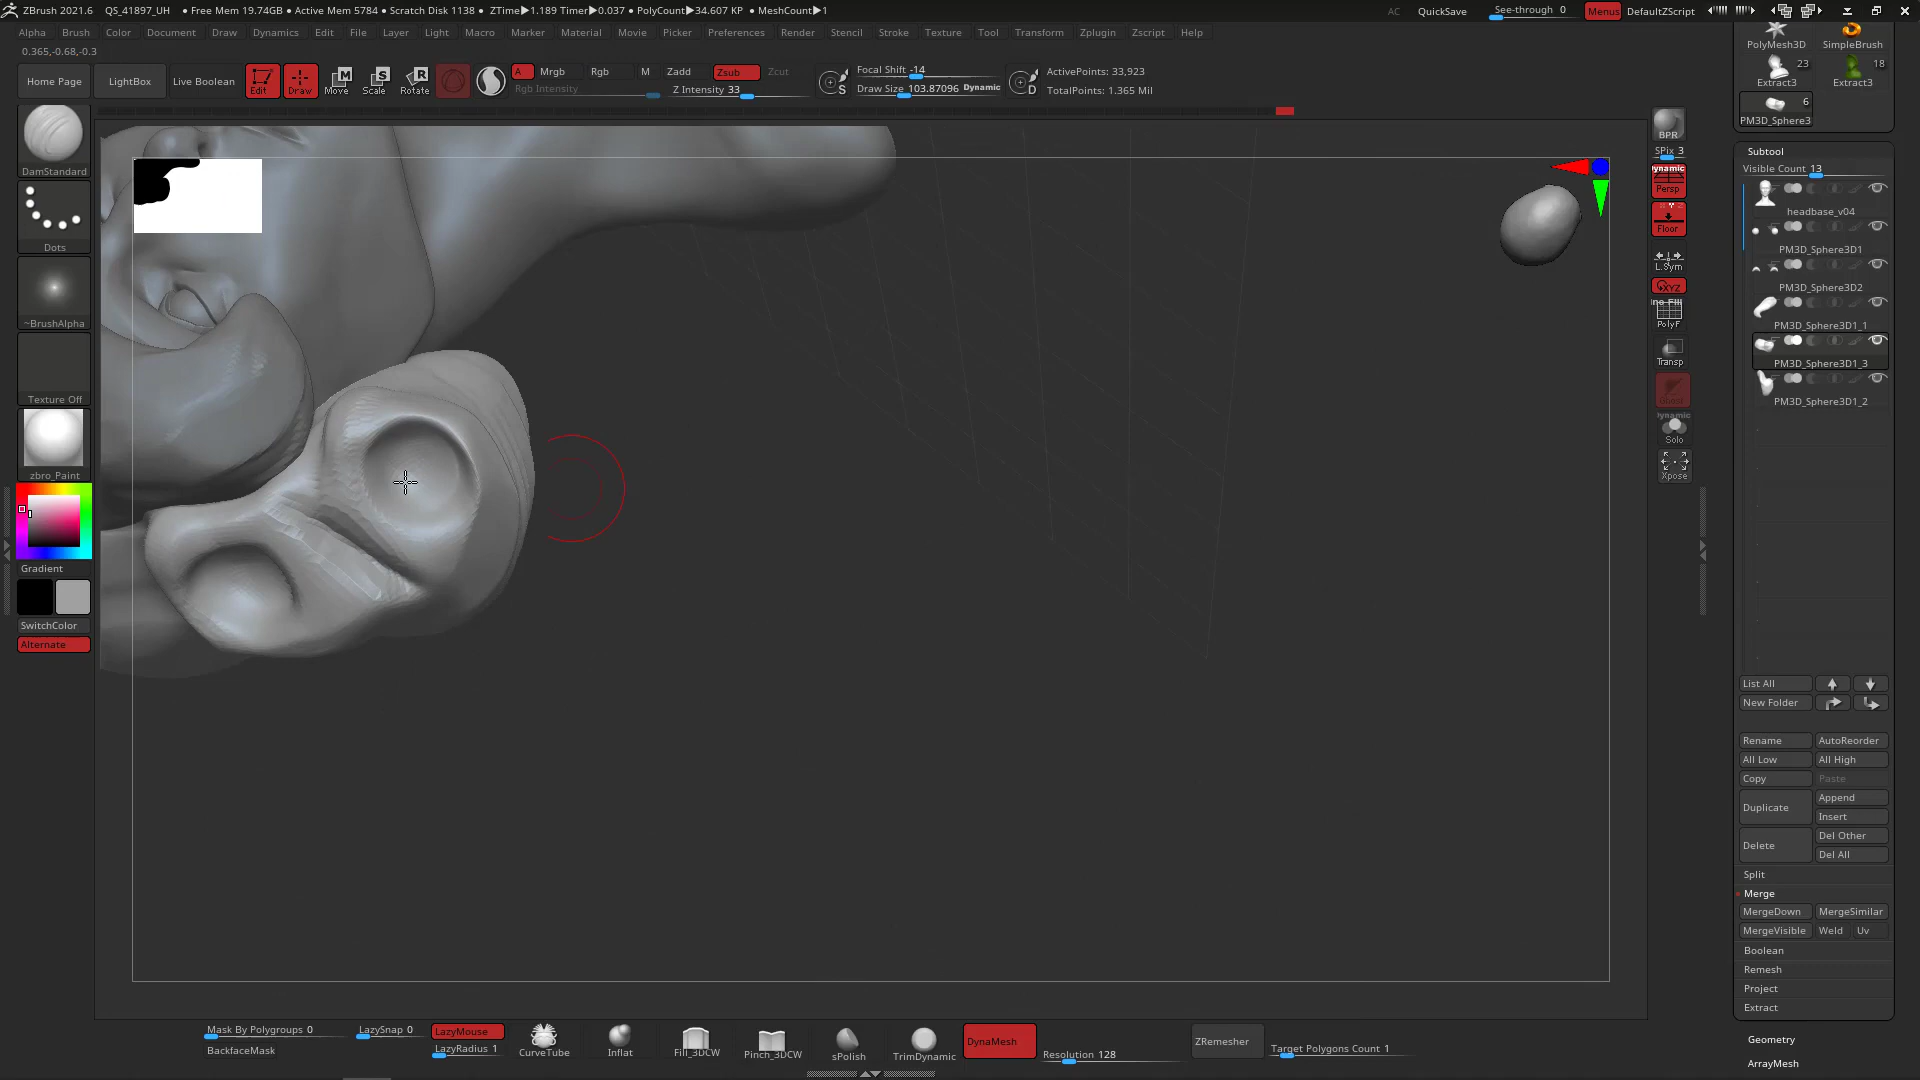 ZBrush 2021.6 QS_41897_UH • Free Mem 19.74GB • Active Mem 5784 • Scratch Disk 1138 • ZTime▶1.189 Timer▶0.037 • PolyCount▶34.607 KP • MeshCount▶1 AC QuickSave See-through 0 Menus DefaultZScript
Alpha Brush Color Document Draw Dynamics Edit File Layer Light Macro Marker Material Movie Picker Preferences Render Stencil Stroke Texture Tool Transform Zplugin Zscript Help
0.365,-0.68,-0.3
Home Page LightBox Live Boolean Edit Draw Move Scale Rotate
A Mrgb Rgb M Zadd Zsub Zcut
Rgb Intensity Z Intensity 33
S Focal Shift -14
Draw Size 103.87096 Dynamic
D ActivePoints: 33,923
TotalPoints: 1.365 Mil
DamStandard
Dots
~BrushAlpha
Texture Off
zbro_Paint
Gradient
SwitchColor
Alternate
BPR
SPix 3
Persp
Floor
L.Sym
XYZ
PolyF
Transp
Dynamic
Solo
Xpose
PolyMesh3D SimpleBrush
23 18
Extract3 Extract3
6
PM3D_Sphere3
Subtool
Visible Count 13
headbase_v04
PM3D_Sphere3D1
PM3D_Sphere3D2
PM3D_Sphere3D1_1
PM3D_Sphere3D1_3
PM3D_Sphere3D1_2
List All
New Folder
Rename AutoReorder
All Low All High
Copy Paste
Duplicate Append
Insert
Delete Del Other
Del All
Split
Merge
MergeDown MergeSimilar
MergeVisible Weld Uv
Boolean
Remesh
Project
Extract
Geometry
ArrayMesh
Mask By Polygroups 0 LazySnap 0 LazyMouse
BackfaceMask LazyRadius 1
CurveTube Inflat Fill_3DCW Pinch_3DCW sPolish TrimDynamic DynaMesh Resolution 128 ZRemesher Target Polygons Count 1